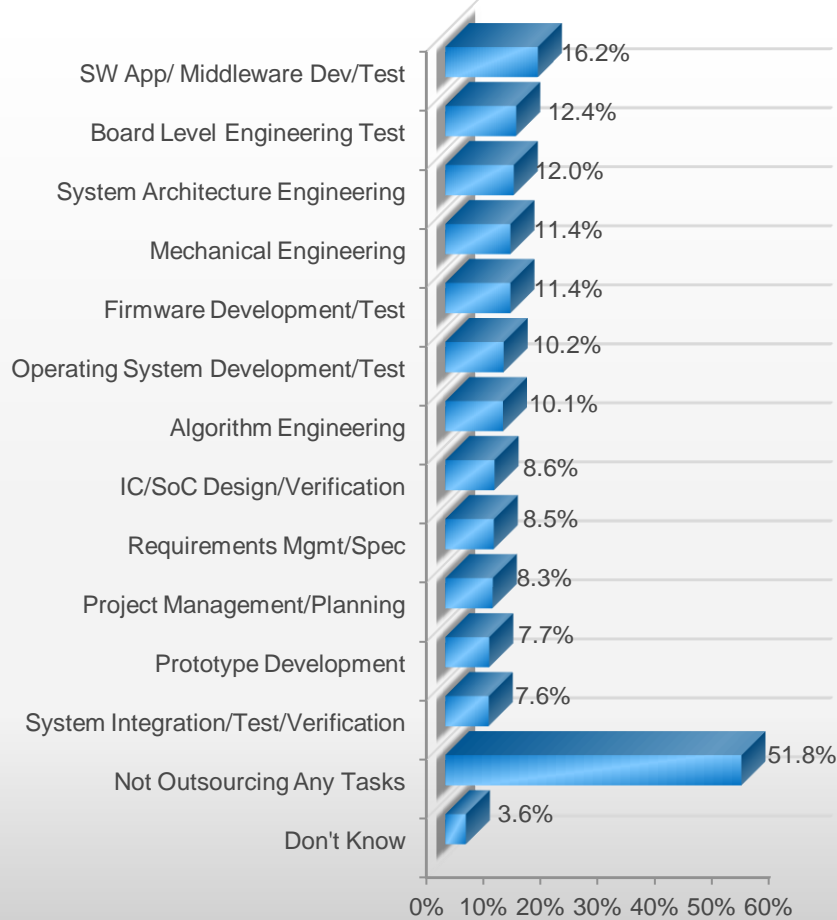 SW App/ Middleware Dev/Test 16.2%
Board Level Engineering Test 12.4%
System Architecture Engineering 12.0%
Mechanical Engineering 11.4%
Firmware Development/Test 11.4%
Operating System Development/Test 10.2%
Algorithm Engineering 10.1%
IC/SoC Design/Verification 8.6%
Requirements Mgmt/Spec 8.5%
Project Management/Planning 8.3%
Prototype Development 7.7%
System Integration/Test/Verification 7.6%
Not Outsourcing Any Tasks 51.8%
Don't Know 3.6%
0% 10% 20% 30% 40% 50% 60%